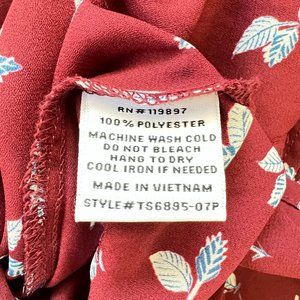 RN# 119897
100% POLYESTER
MACHINE WASH COLD
DO NOT BLEACH
HANG TO DRY
COOL IRON IF NEEDED
MADE IN VIETNAM
STYLE#TS6895-07P